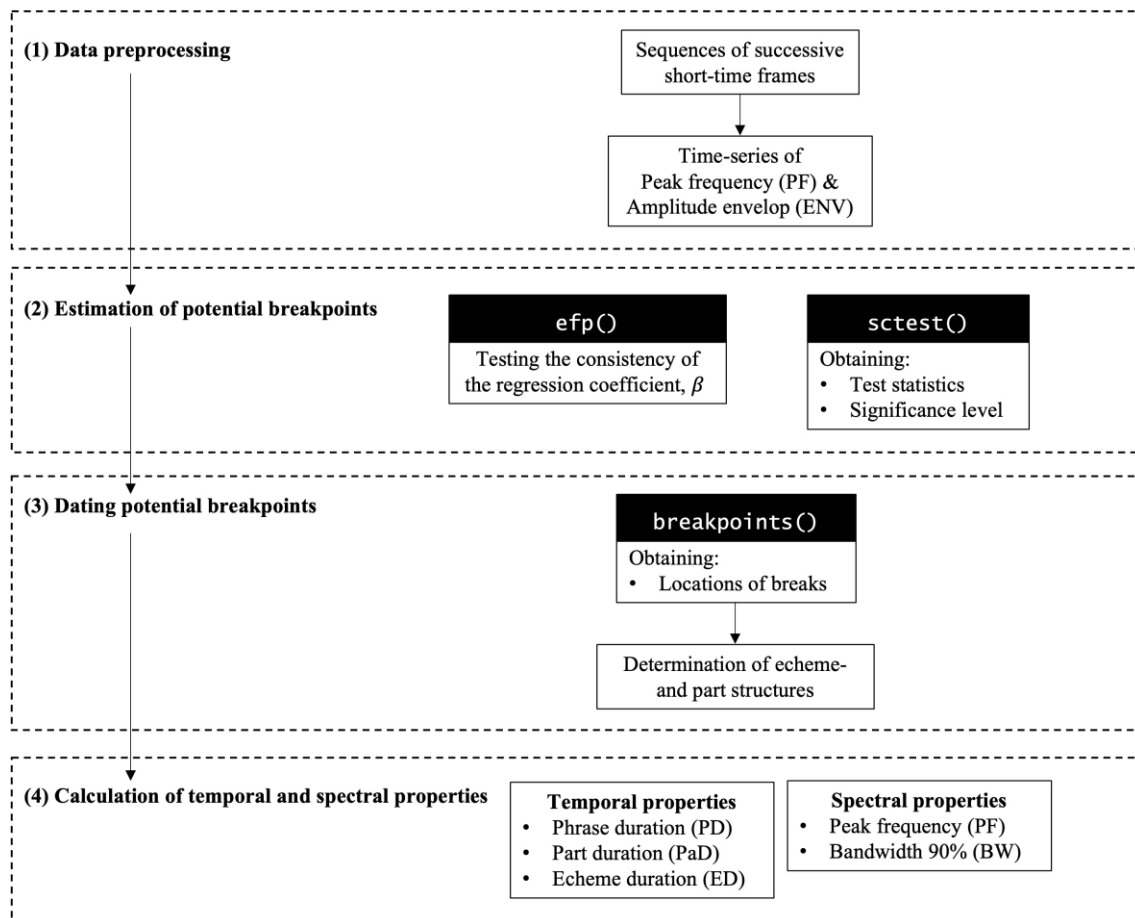 (1) Data preprocessing
Sequences of successive
short-time frames
Time-series of
Peak frequency (PF) &
Amplitude envelop (ENV)
(2) Estimation of potential breakpoints
efp()
Testing the consistency of
the regression coefficient, β
sctest()
Obtaining:
• Test statistics
• Significance level
(3) Dating potential breakpoints
breakpoints()
Obtaining:
• Locations of breaks
Determination of echeme-
and part structures
(4) Calculation of temporal and spectral properties
Temporal properties
• Phrase duration (PD)
• Part duration (PaD)
• Echeme duration (ED)
Spectral properties
• Peak frequency (PF)
• Bandwidth 90% (BW)